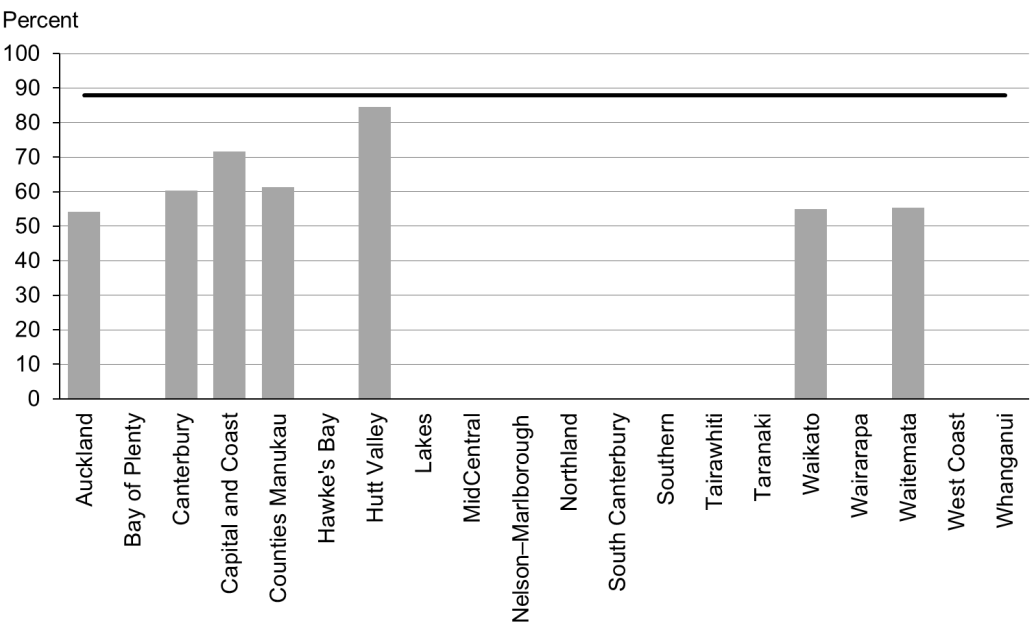 Percent
100
90
80
70
60
50
40
30
20
10
0
Auckland
Bay of Plenty
Canterbury
Capital and Coast
Counties Manukau
Hawke's Bay
Hutt Valley
Lakes
MidCentral
Nelson–Marlborough
Northland
South Canterbury
Southern
Tairawhiti
Taranaki
Waikato
Wairarapa
Waitemata
West Coast
Whanganui